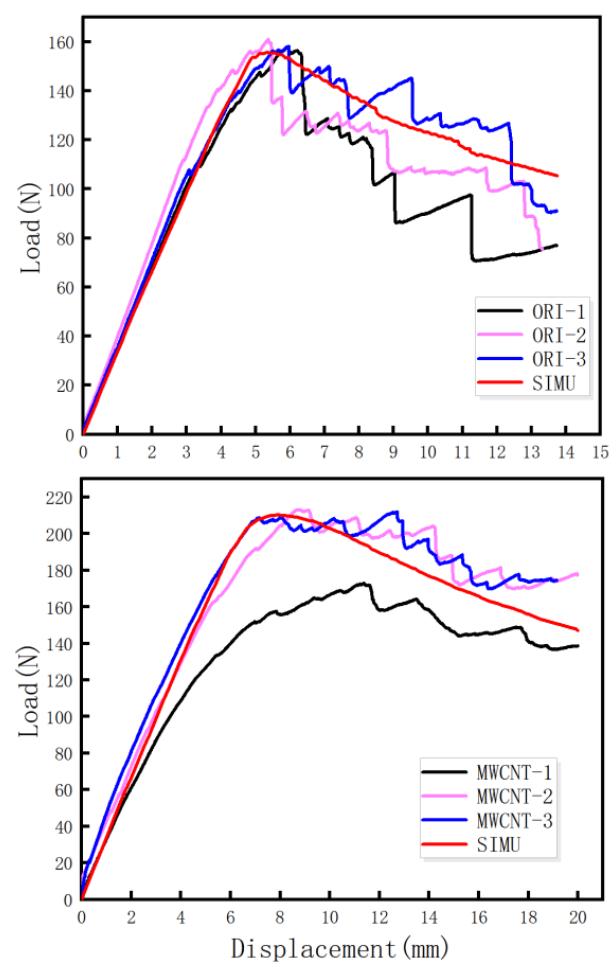 Load(N)
160
140
120
100
80
60
40
20
0
0 1 2 3 4 5 6 7 8 9 10 11 12 13 14 15
ORI-1
ORI-2
ORI-3
SIMU
Load(N)
220
200
180
160
140
120
100
80
60
40
20
0
0 2 4 6 8 10 12 14 16 18 20
MWCNT-1
MWCNT-2
MWCNT-3
SIMU
Displacement(mm)